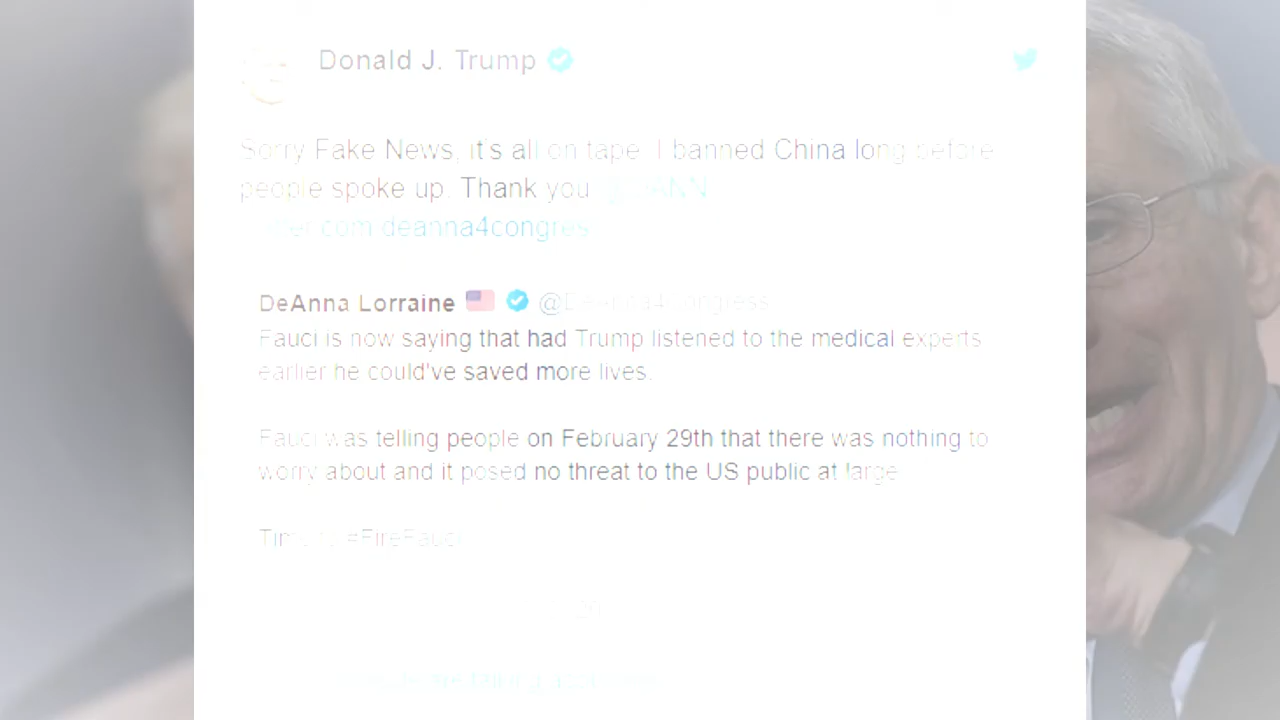 Donald J. Trump
Sorry Fake News, it's all on tape. I banned China long before
people spoke up. Thank you
deanna4congress
DeAnna Lorraine @DeAnna4Congress
Fauci is now saying that had Trump listened to the medical experts
earlier he could've saved more lives.
Fauci was telling people on February 29th that there was nothing to
worry about and it posed no threat to the US public at large
#FireFauci